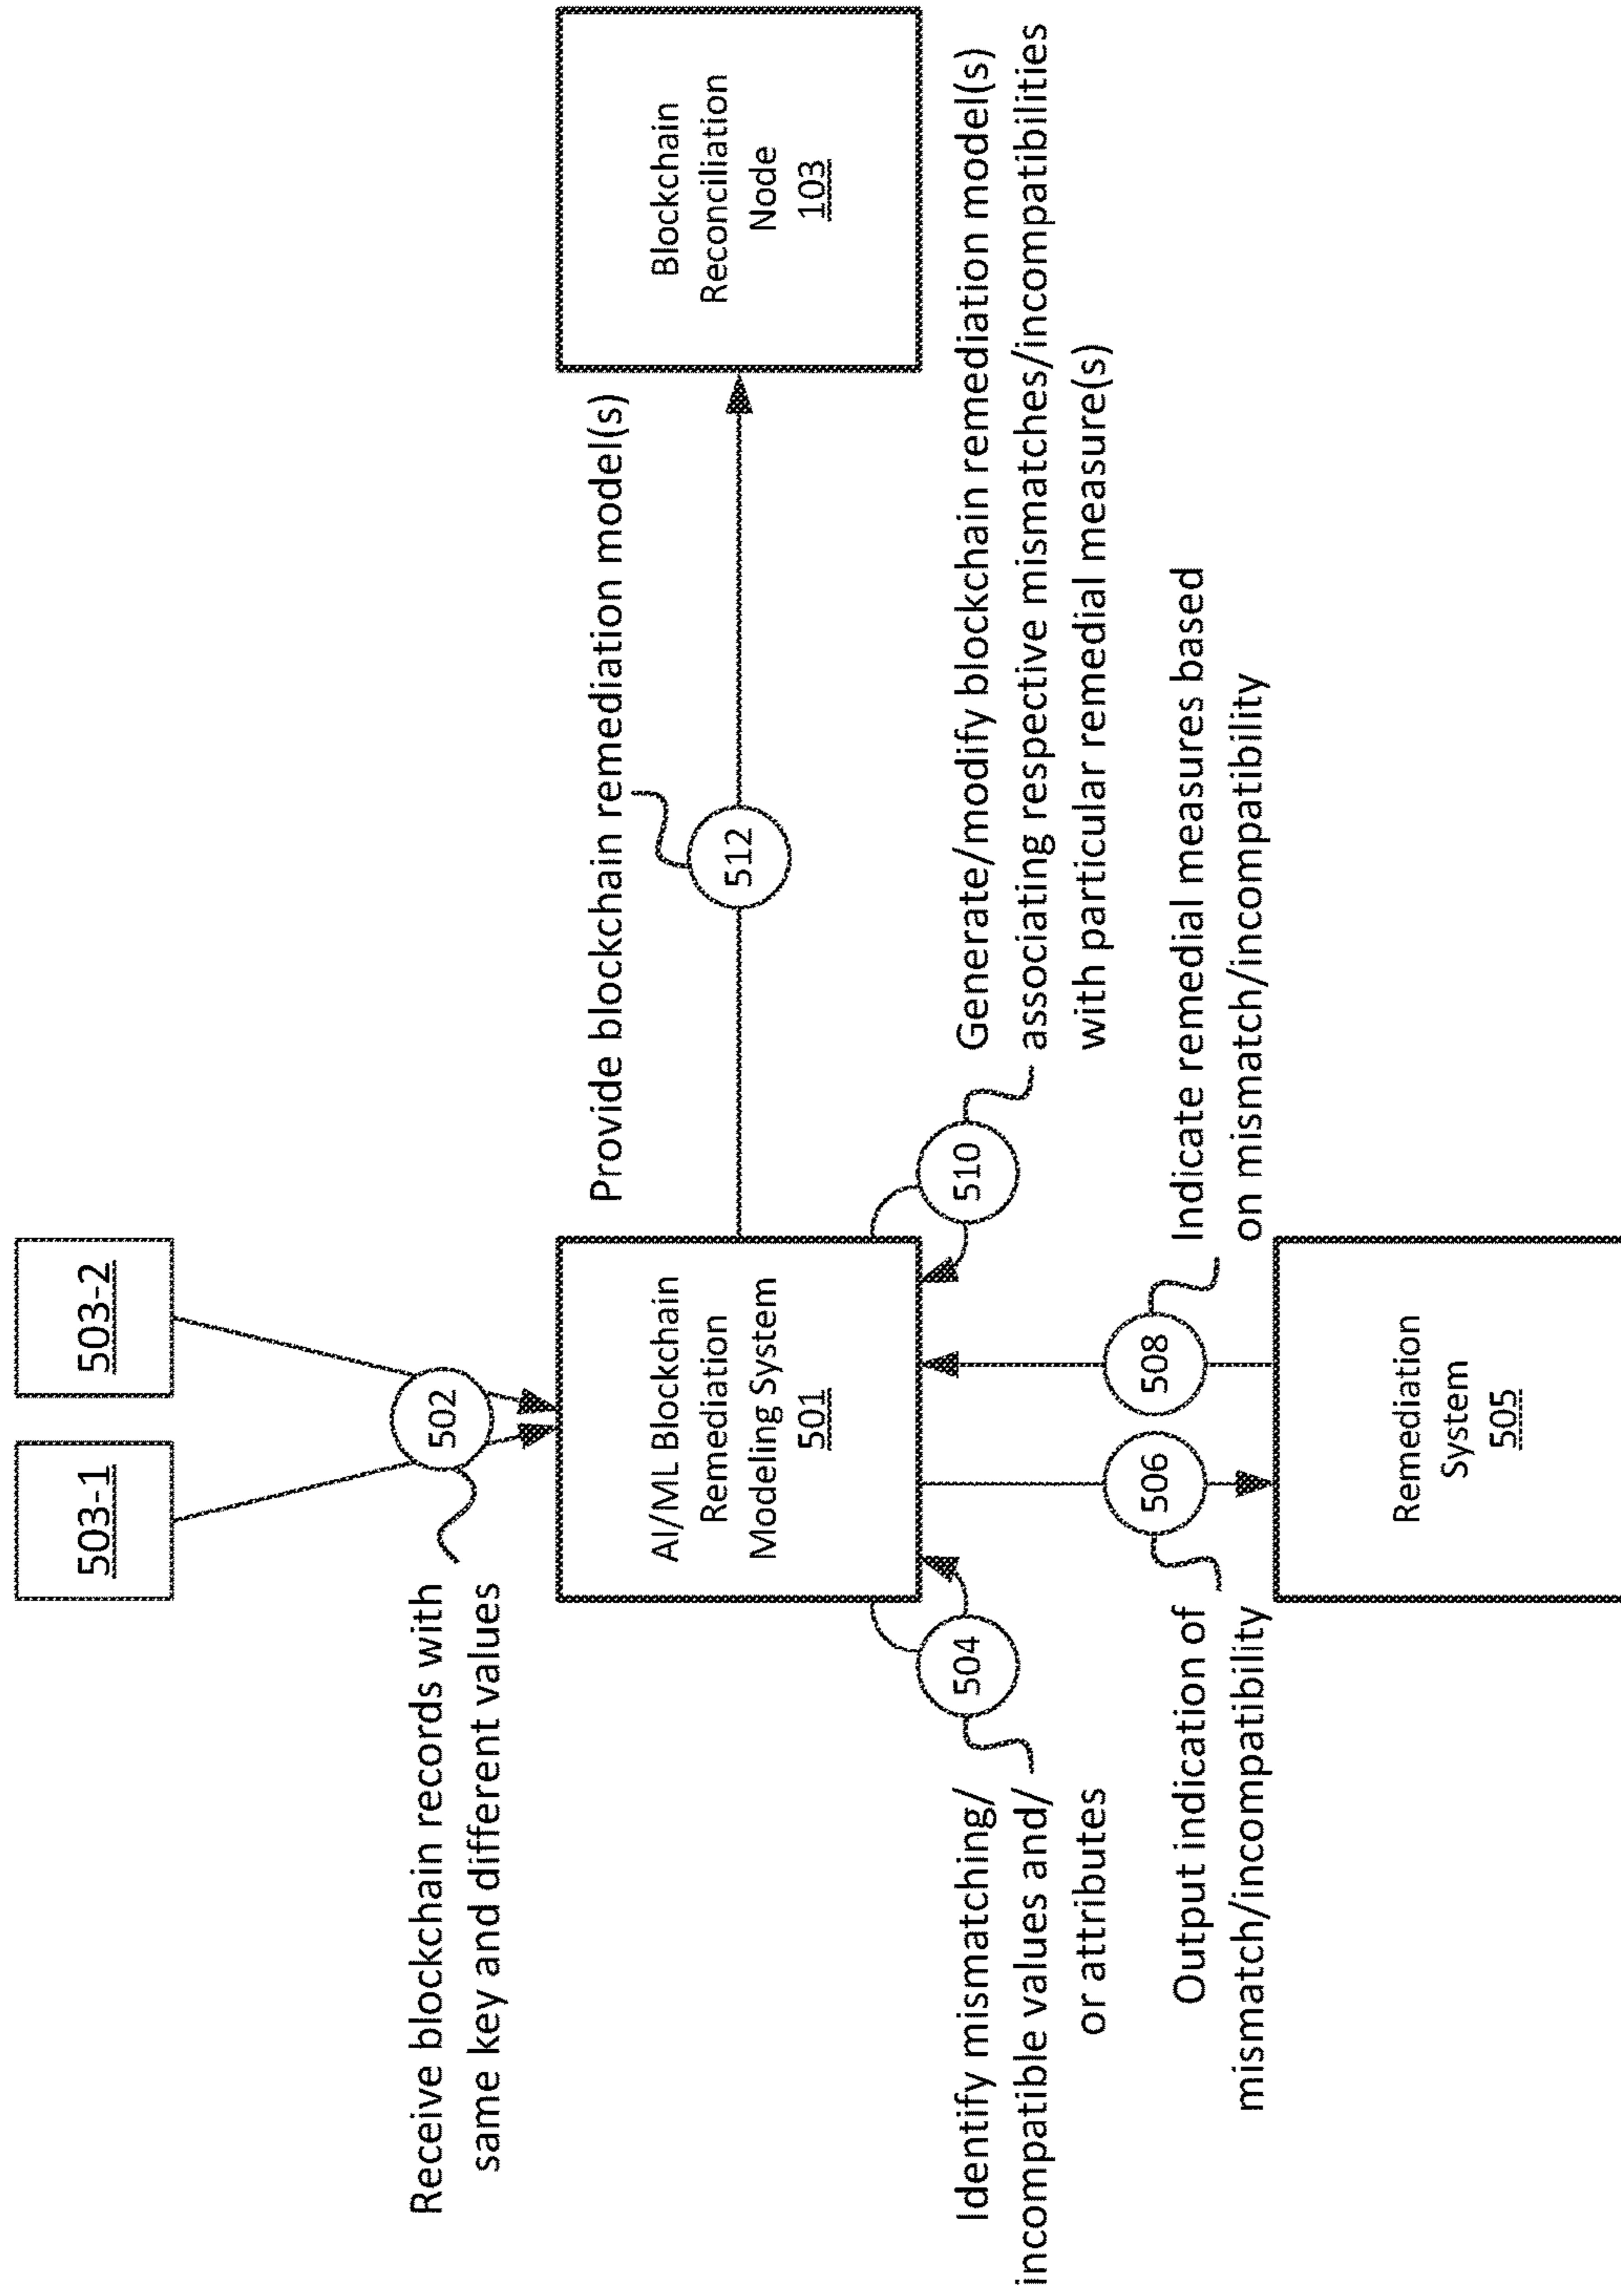 503-1
503-2
Receive blockchain records with
same key and different values
502
Provide blockchain remediation model(s)
AI/ML Blockchain
Remediation
Modeling System
501
512
Blockchain
Reconciliation
Node
103
Identify mismatching/
incompatible values and/
or attributes
504
510
Generate/modify blockchain remediation model(s)
associating respective mismatches/incompatibilities
with particular remedial measure(s)
Output indication of
mismatch/incompatibility
506
508
Indicate remedial measures based
on mismatch/incompatibility
Remediation
System
505